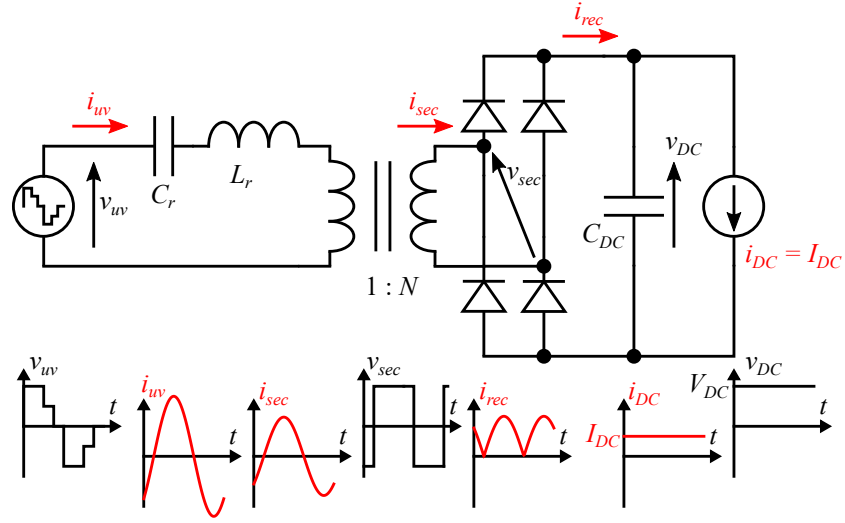 i_rec
i_uv
i_sec
v_uv
C_r
L_r
v_sec
v_DC
C_DC
i_DC = I_DC
1 : N
v_uv
t
i_uv
t
i_sec
t
v_sec
t
i_rec
t
i_DC
I_DC
t
v_DC
V_DC
t